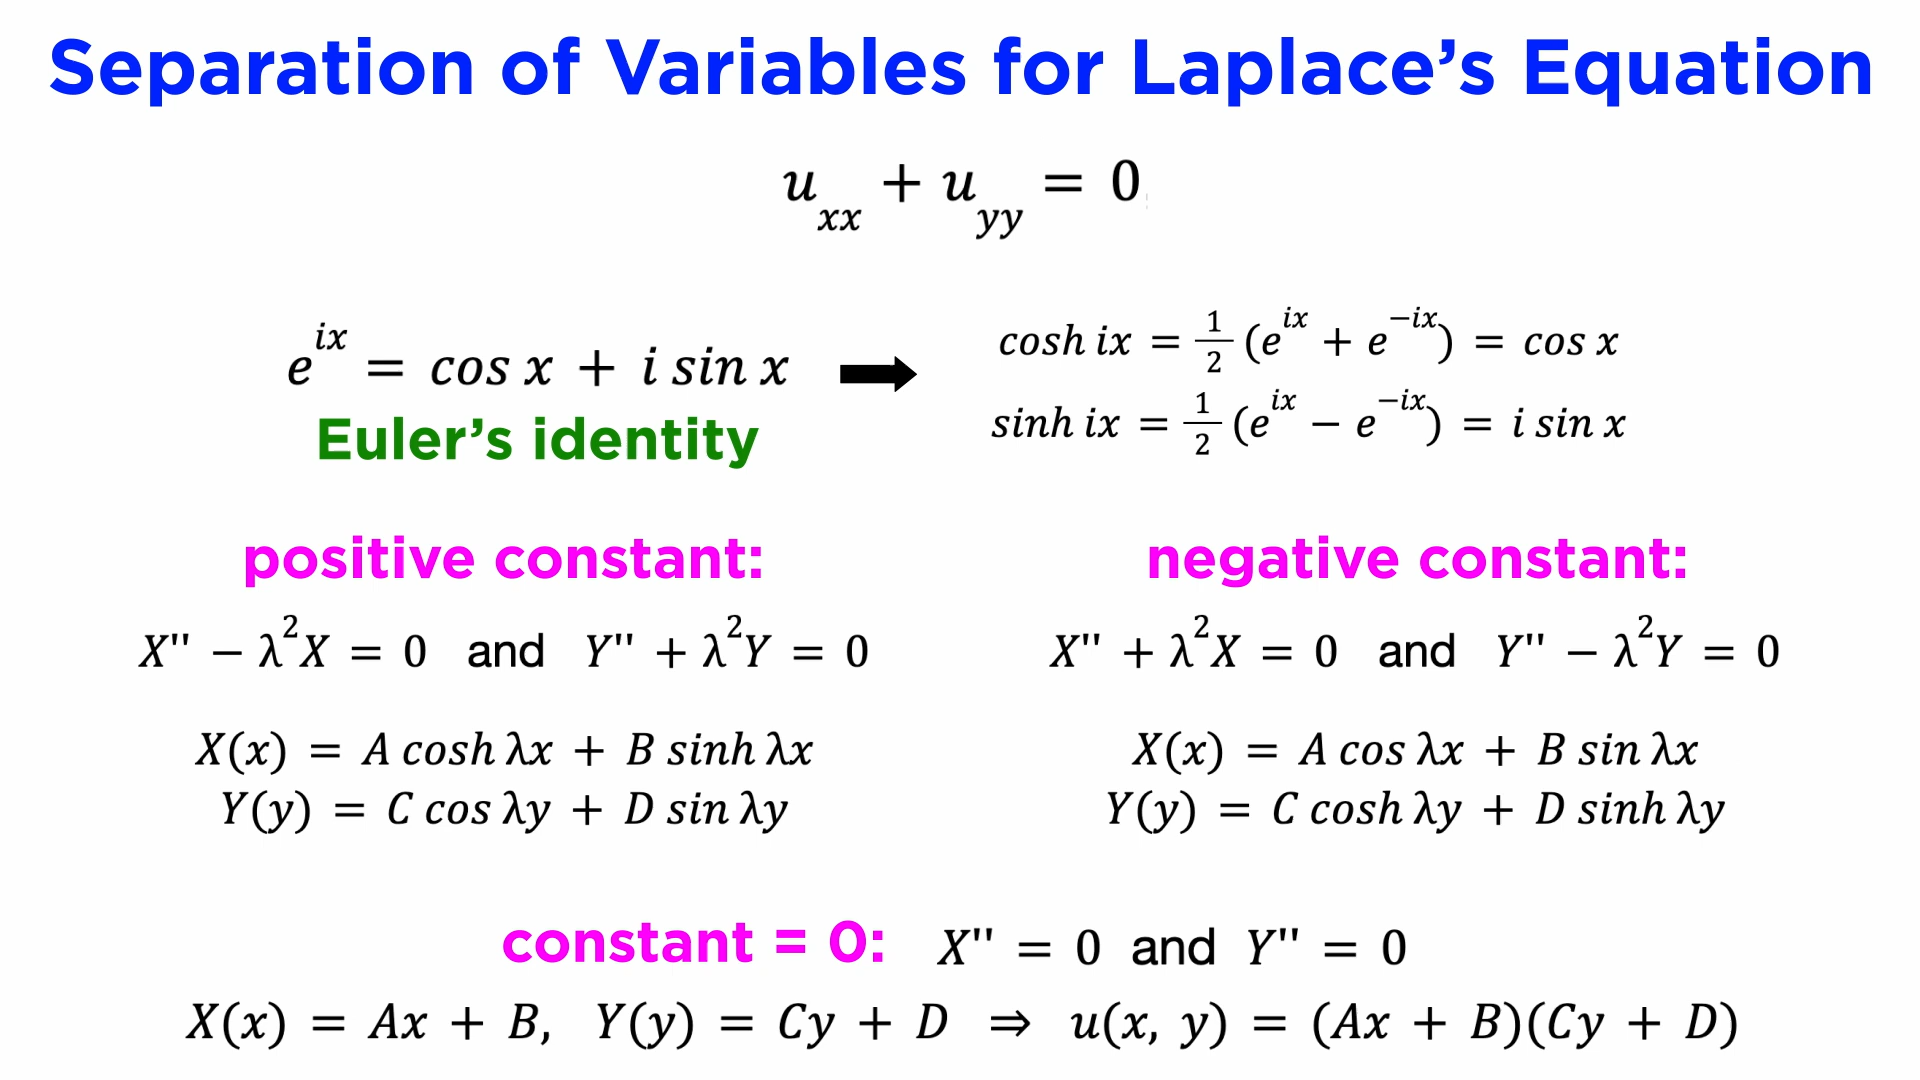 Separation of Variables for Laplace’s Equation
u_xx + u_yy = 0
e^ix = cos x + i sin x
Euler’s identity
cosh ix = 1/2 (e^ix + e^−ix) = cos x
sinh ix = 1/2 (e^ix − e^−ix) = i sin x
positive constant:
X'' − λ²X = 0 and Y'' + λ²Y = 0
X(x) = A cosh λx + B sinh λx
Y(y) = C cos λy + D sin λy
negative constant:
X'' + λ²X = 0 and Y'' − λ²Y = 0
X(x) = A cos λx + B sin λx
Y(y) = C cosh λy + D sinh λy
constant = 0: X'' = 0 and Y'' = 0
X(x) = Ax + B, Y(y) = Cy + D ⇒ u(x, y) = (Ax + B)(Cy + D)